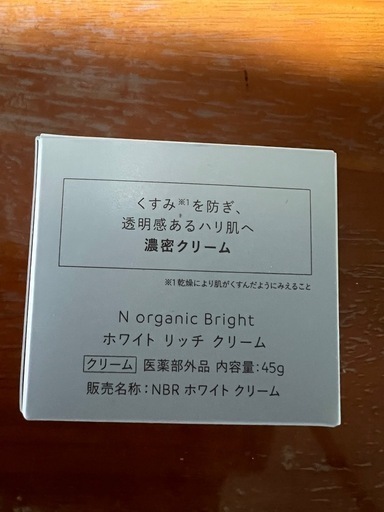 くすみ※1を防ぎ、
透明感あるハリ肌へ
濃密クリーム
※1 乾燥により肌がくすんだようにみえること
N organic Bright
ホワイト リッチ クリーム
クリーム 医薬部外品 内容量:45g
販売名称:NBR ホワイト クリーム